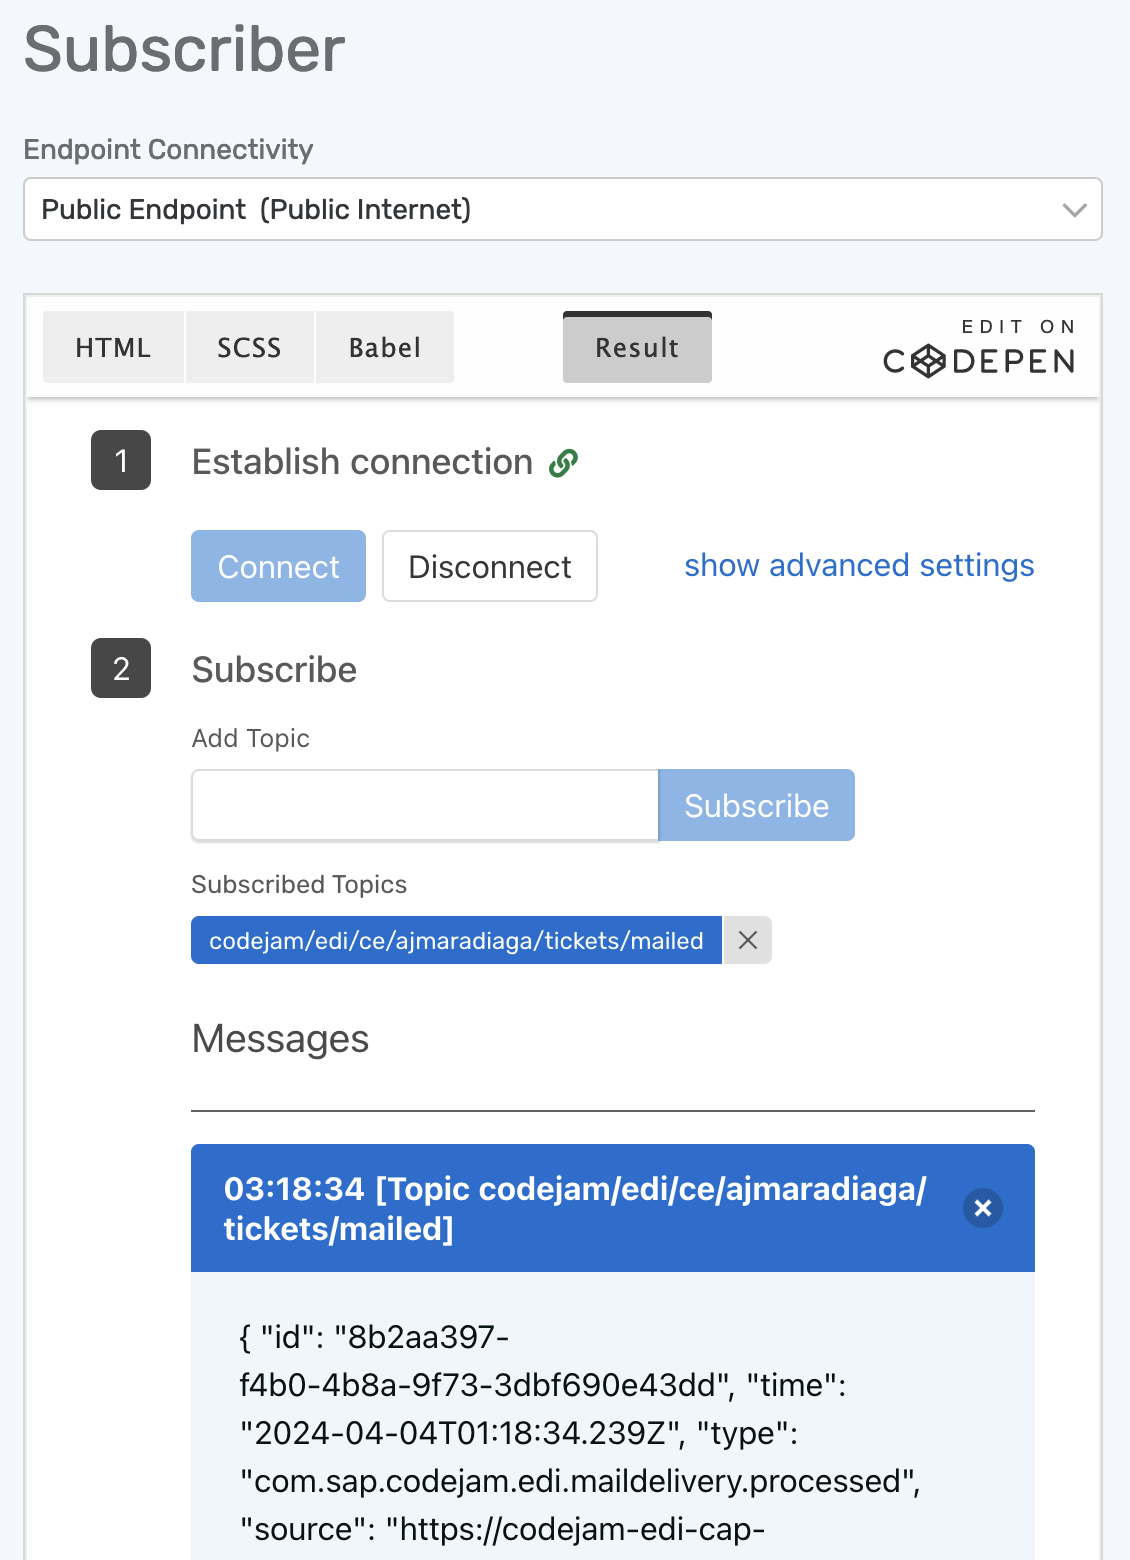 Subscriber
Endpoint Connectivity
Public Endpoint (Public Internet)
HTML SCSS Babel Result EDIT ON
CODEPEN
1 Establish connection
Connect Disconnect show advanced settings
2 Subscribe
Add Topic
Subscribe
Subscribed Topics
codejam/edi/ce/ajmaradiaga/tickets/mailed
Messages
03:18:34 [Topic codejam/edi/ce/ajmaradiaga/
tickets/mailed]
{ "id": "8b2aa397-
f4b0-4b8a-9f73-3dbf690e43dd", "time":
"2024-04-04T01:18:34.239Z", "type":
"com.sap.codejam.edi.maildelivery.processed",
"source": "https://codejam-edi-cap-